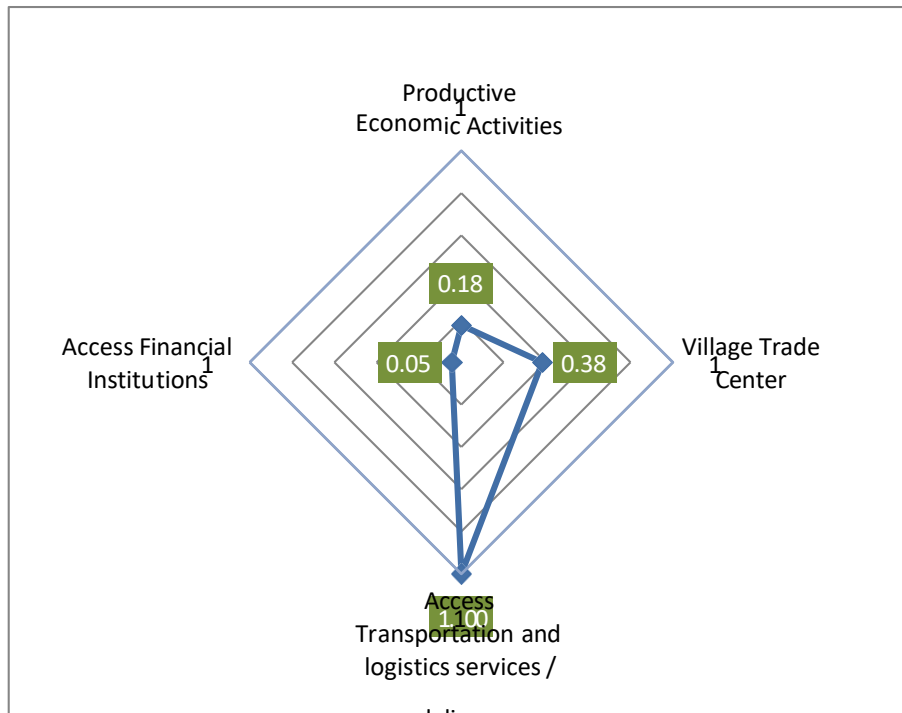 Productive
1
Economic Activities
0.18
Access Financial
Institutions
1
0.05
0.38
Village Trade
1
Center
Access
1.00
1
Transportation and
logistics services /